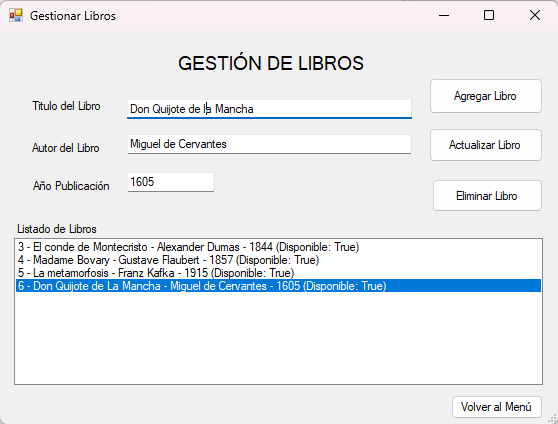 Gestionar Libros
GESTIÓN DE LIBROS
Titulo del Libro
Don Quijote de la Mancha
Agregar Libro
Autor del Libro
Miguel de Cervantes
Actualizar Libro
Año Publicación
1605
Eliminar Libro
Listado de Libros
3 - El conde de Montecristo - Alexander Dumas - 1844 (Disponible: True)
4 - Madame Bovary - Gustave Flaubert - 1857 (Disponible: True)
5 - La metamorfosis - Franz Kafka - 1915 (Disponible: True)
6 - Don Quijote de La Mancha - Miguel de Cervantes - 1605 (Disponible: True)
Volver al Menú